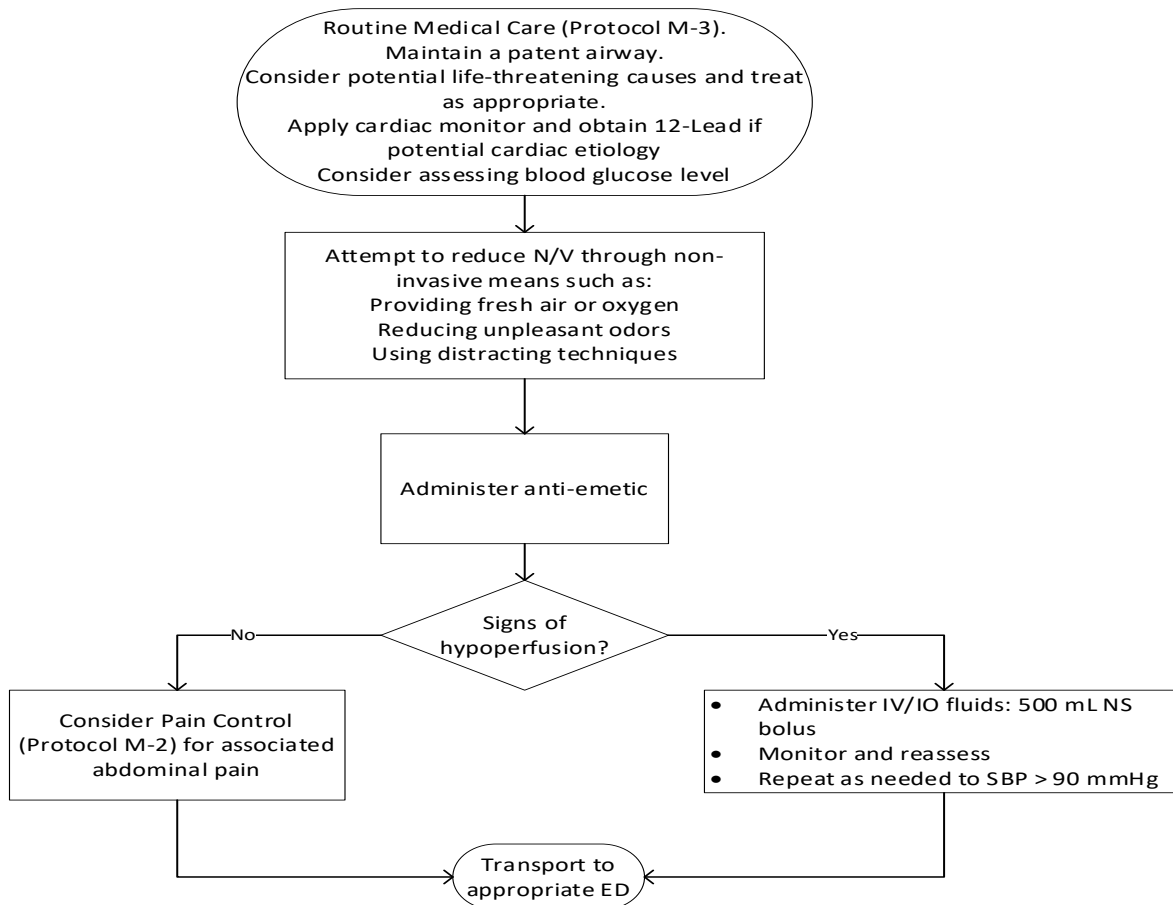 Routine Medical Care (Protocol M-3).
Maintain a patent airway.
Consider potential life-threatening causes and treat
as appropriate.
Apply cardiac monitor and obtain 12-Lead if
potential cardiac etiology
Consider assessing blood glucose level
Attempt to reduce N/V through non-
invasive means such as:
Providing fresh air or oxygen
Reducing unpleasant odors
Using distracting techniques
Administer anti-emetic
Signs of
hypoperfusion?
No
Yes
Consider Pain Control
(Protocol M-2) for associated
abdominal pain
• Administer IV/IO fluids: 500 mL NS
bolus
• Monitor and reassess
• Repeat as needed to SBP > 90 mmHg
Transport to
appropriate ED